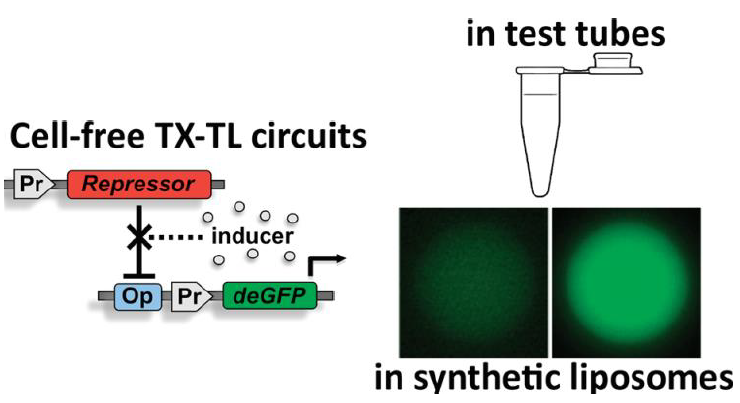 in test tubes
Cell-free TX-TL circuits
Pr
Repressor
inducer
Op
Pr
deGFP
in synthetic liposomes